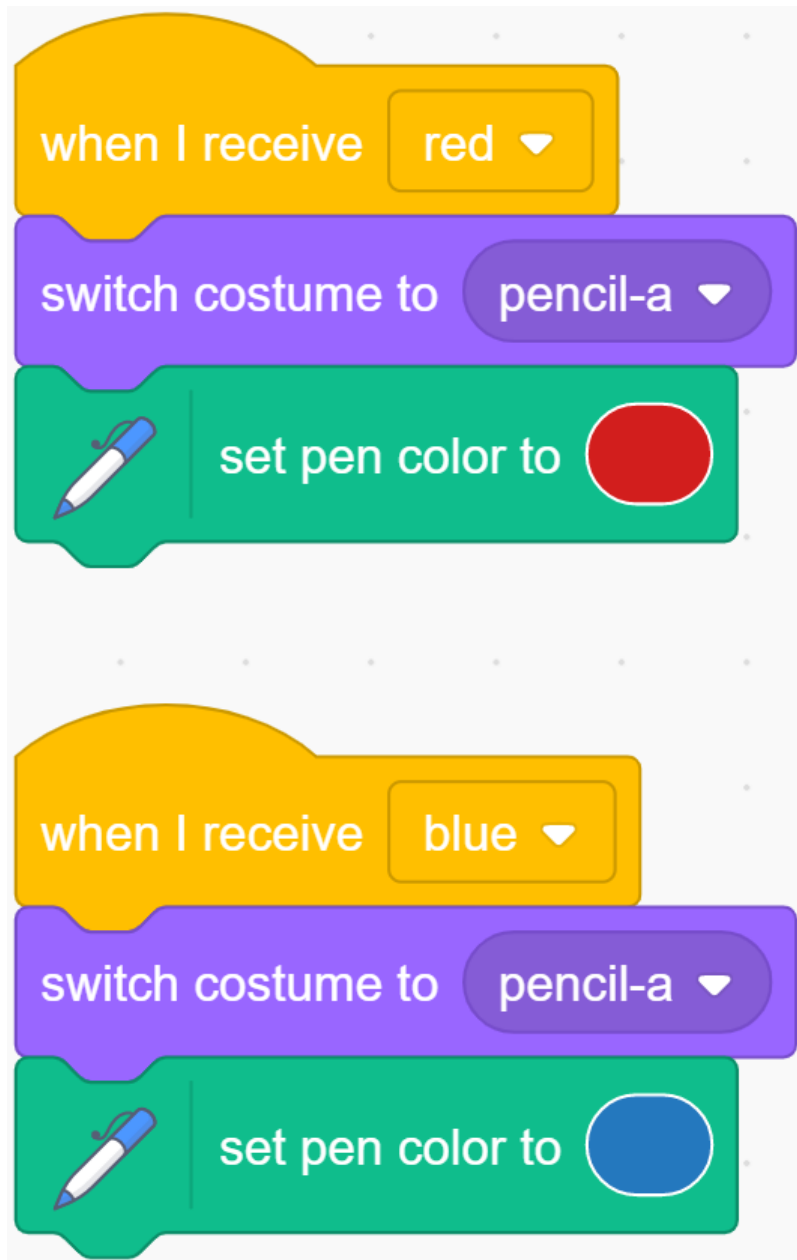 when I receive red
switch costume to pencil-a
set pen color to
when I receive blue
switch costume to pencil-a
set pen color to